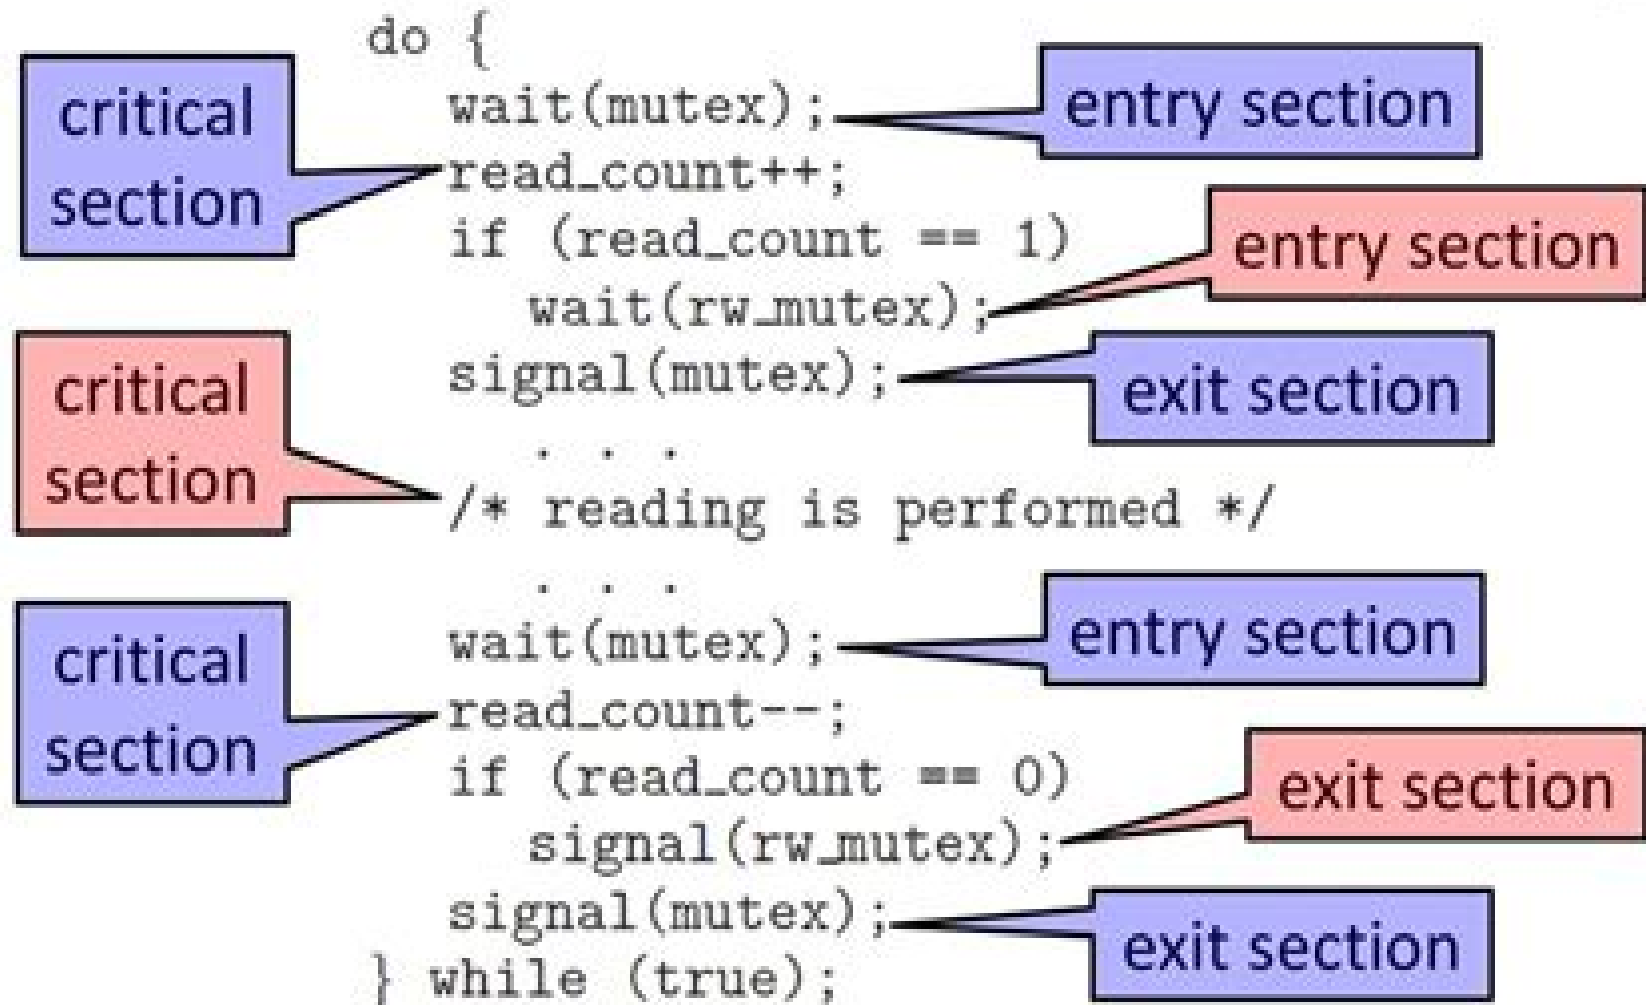 do {
critical
section
wait(mutex);
entry section
read_count++;
if (read_count == 1)
entry section
wait(rw_mutex);
critical
section
signal(mutex);
exit section
. . .
/* reading is performed */
. . .
critical
section
wait(mutex);
entry section
read_count--;
if (read_count == 0)
exit section
signal(rw_mutex);
signal(mutex);
exit section
} while (true);